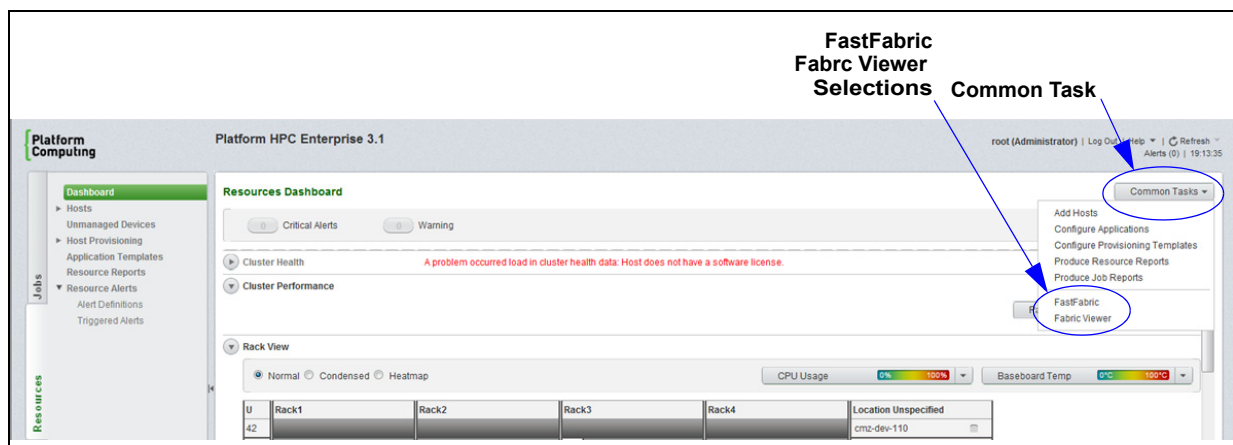 FastFabric
Fabrc Viewer
Selections
Common Task
Platform
Computing
Platform HPC Enterprise 3.1
root (Administrator) | Log Out | Help | Refresh
Alerts (0) | 19:13:35
Jobs
Resources
Dashboard
Hosts
Unmanaged Devices
Host Provisioning
Application Templates
Resource Reports
Resource Alerts
Alert Definitions
Triggered Alerts
Resources Dashboard
Common Tasks
0 Critical Alerts 0 Warning
Add Hosts
Configure Applications
Configure Provisioning Templates
Produce Resource Reports
Produce Job Reports
FastFabric
Fabric Viewer
Cluster Health A problem occurred load in cluster health data: Host does not have a software license.
Cluster Performance
Rack View
Normal Condensed Heatmap
CPU Usage 0% 100% Baseboard Temp 0°C 100°C
U Rack1 Rack2 Rack3 Rack4 Location Unspecified
42 cmz-dev-110